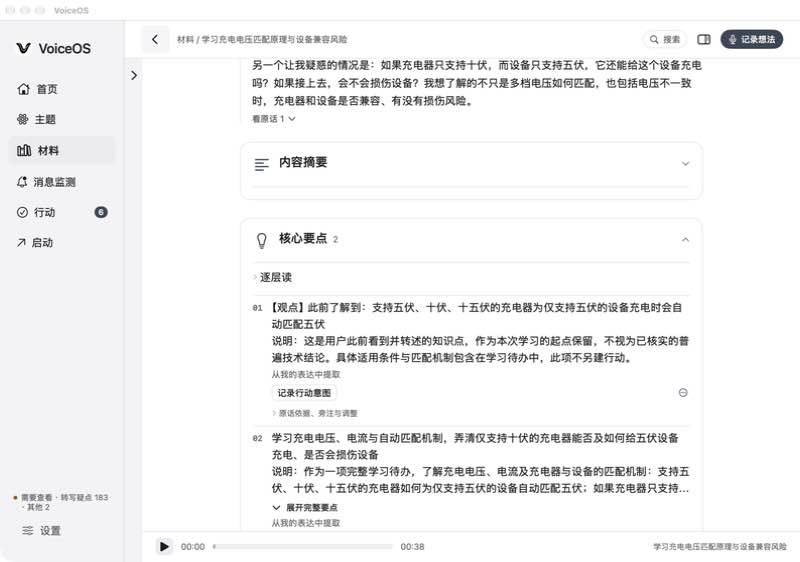 VoiceOS
VoiceOS
首页
主题
材料
消息监测
行动 6
启动
需要查看 · 转写疑点 183
· 其他 2
设置
材料 / 学习充电电压匹配原理与设备兼容风险
搜索
记录想法
另一个让我疑惑的情况是：如果充电器只支持十伏，而设备只支持五伏，它还能给这个设备充电
吗？如果接上去，会不会损伤设备？我想了解的不只是多档电压如何匹配，也包括电压不一致
时，充电器和设备是否兼容、有没有损伤风险。
看原话 1
内容摘要
核心要点 2
逐层读
01 【观点】此前了解到：支持五伏、十伏、十五伏的充电器为仅支持五伏的设备充电时会自
动匹配五伏
说明：这是用户此前看到并转述的知识点，作为本次学习的起点保留，不视为已核实的普
遍技术结论。具体适用条件与匹配机制包含在学习待办中，此项不另建行动。
从我的表达中提取
记录行动意图
原话依据、旁注与调整
02 学习充电电压、电流与自动匹配机制，弄清仅支持十伏的充电器能否及如何给五伏设备
充电、是否会损伤设备
说明：作为一项完整学习待办，了解充电电压、电流及充电器与设备的匹配机制：支持五
伏、十伏、十五伏的充电器如何为仅支持五伏的设备自动匹配五伏；如果充电器只支持...
展开完整要点
从我的表达中提取
00:00
00:38
学习充电电压匹配原理与设备兼容风险